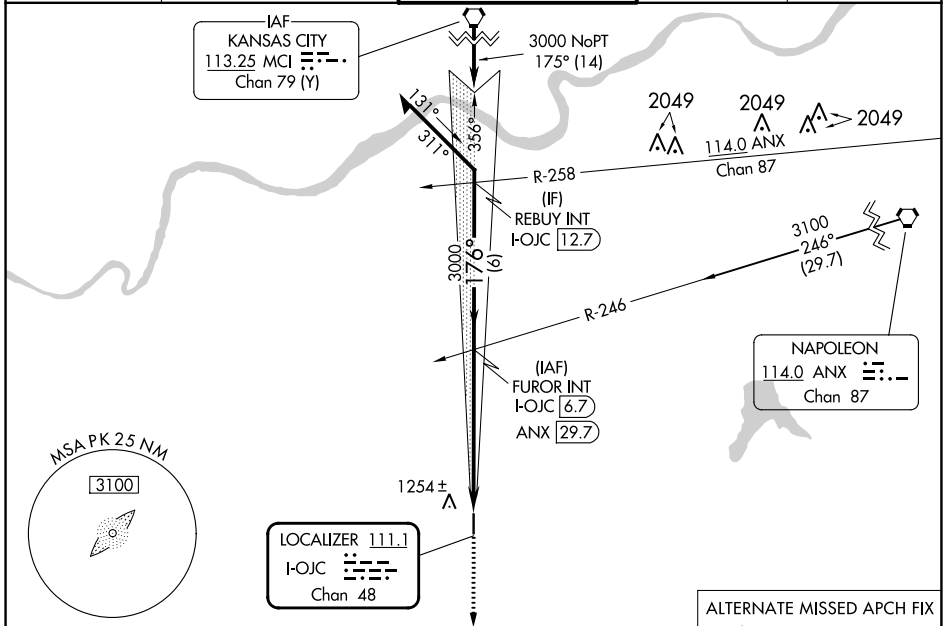 IAF
KANSAS CITY
113.25 MCI
Chan 79 (Y)
3000 NoPT
175° (14)
131°
311°
356°
2049
2049
2049
114.0 ANX
Chan 87
R-258
(IF)
REBUY INT
I-OJC 12.7
3000
176°
(6)
3100
246°
(29.7)
R-246
(IAF)
FUROR INT
I-OJC 6.7
ANX 29.7
NAPOLEON
114.0 ANX
Chan 87
MSA PK 25 NM
3100
1254±
LOCALIZER 111.1
I-OJC
Chan 48
ALTERNATE MISSED APCH FIX